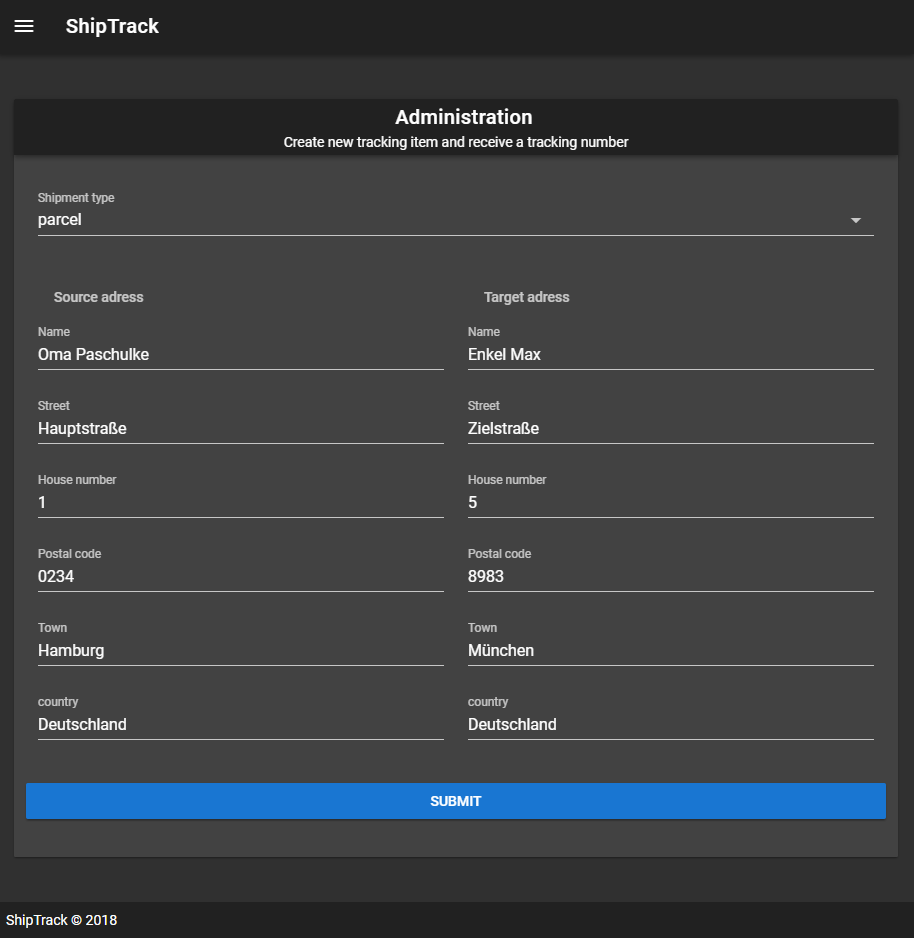 ShipTrack
Administration
Create new tracking item and receive a tracking number
Shipment type
parcel
Source adress
Name
Oma Paschulke
Street
Hauptstraße
House number
1
Postal code
0234
Town
Hamburg
country
Deutschland
Target adress
Name
Enkel Max
Street
Zielstraße
House number
5
Postal code
8983
Town
München
country
Deutschland
SUBMIT
ShipTrack © 2018